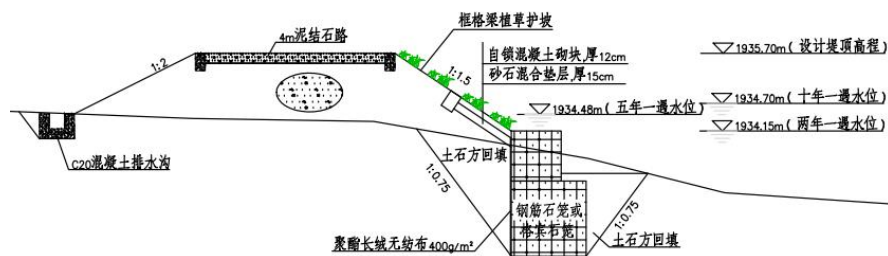 4m泥结石路
框格梁植草护坡
1:2
自锁混凝土砌块,厚12cm
砂石混合垫层,厚15cm
1:1.5
1935.70m(设计堤顶高程)
1934.48m(五年一遇水位)
1934.70m(十年一遇水位)
1934.15m(两年一遇水位)
C20混凝土排水沟
土石方回填
1:0.75
钢筋石笼或
格宾石笼
1:0.75
聚酯长绒无纺布400g/m²
土石方回填